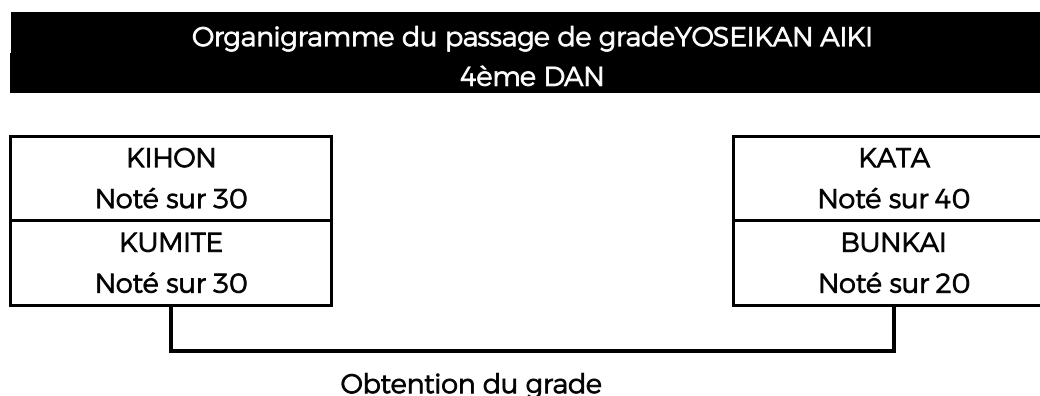 Organigramme du passage de gradeYOSEIKAN AIKI
4ème DAN
KIHON
Noté sur 30
KUMITE
Noté sur 30
KATA
Noté sur 40
BUNKAI
Noté sur 20
Obtention du grade